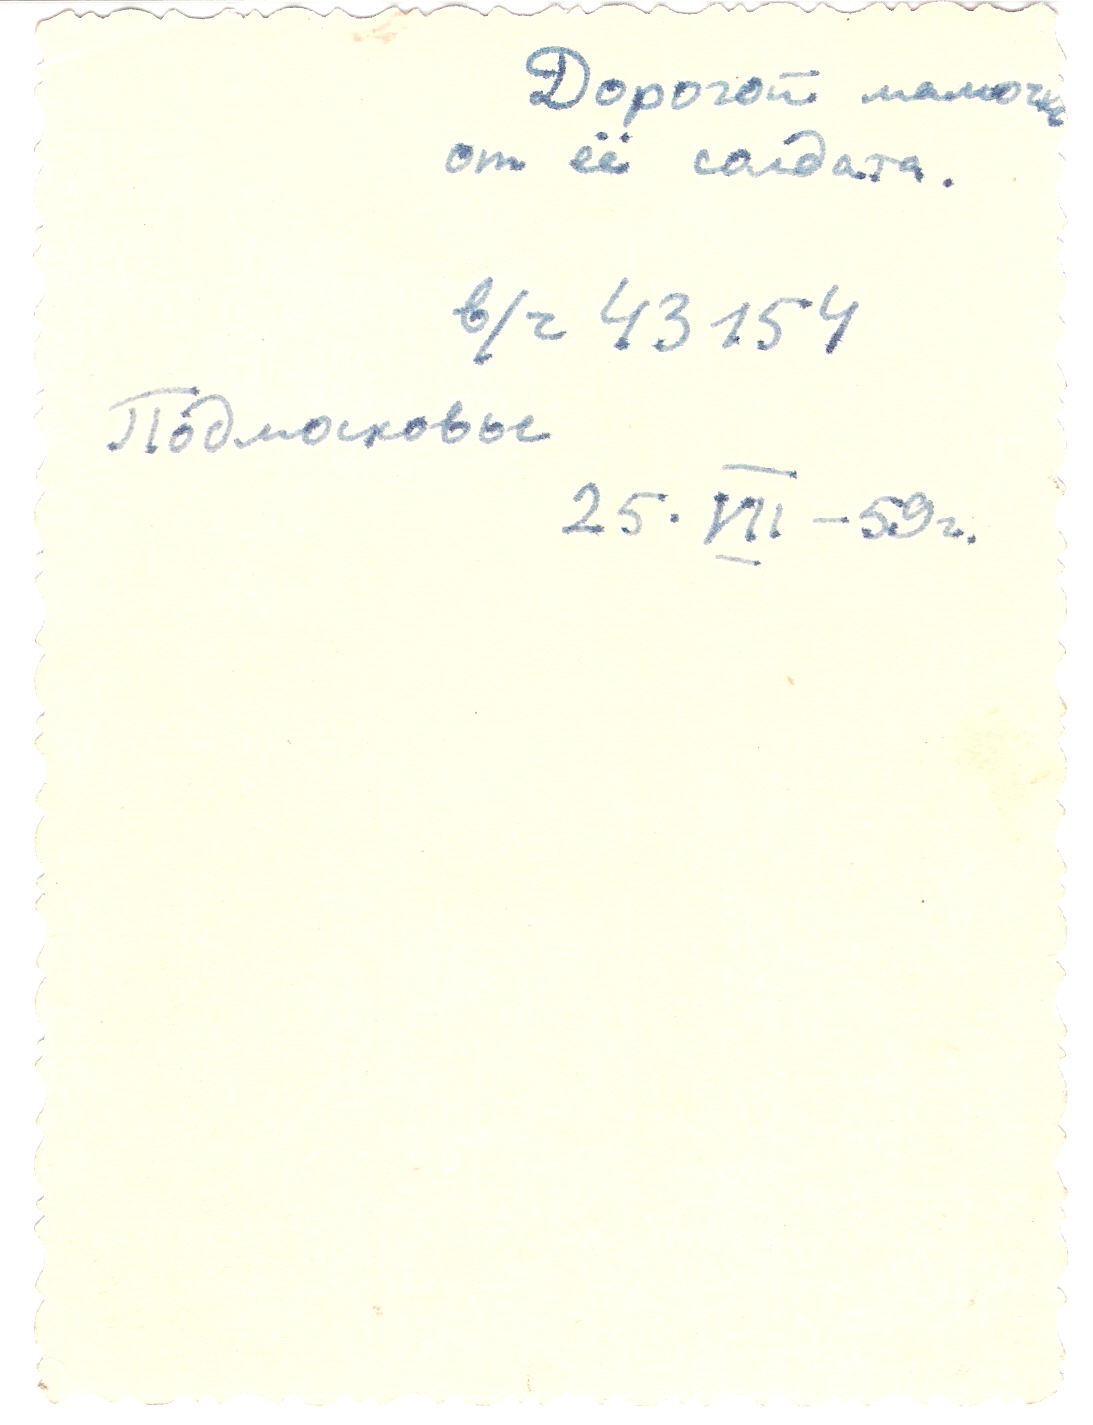 Дорогой мамочке
от её солдата.
в/ч 43154
Подмосковье
25. VII - 59г.